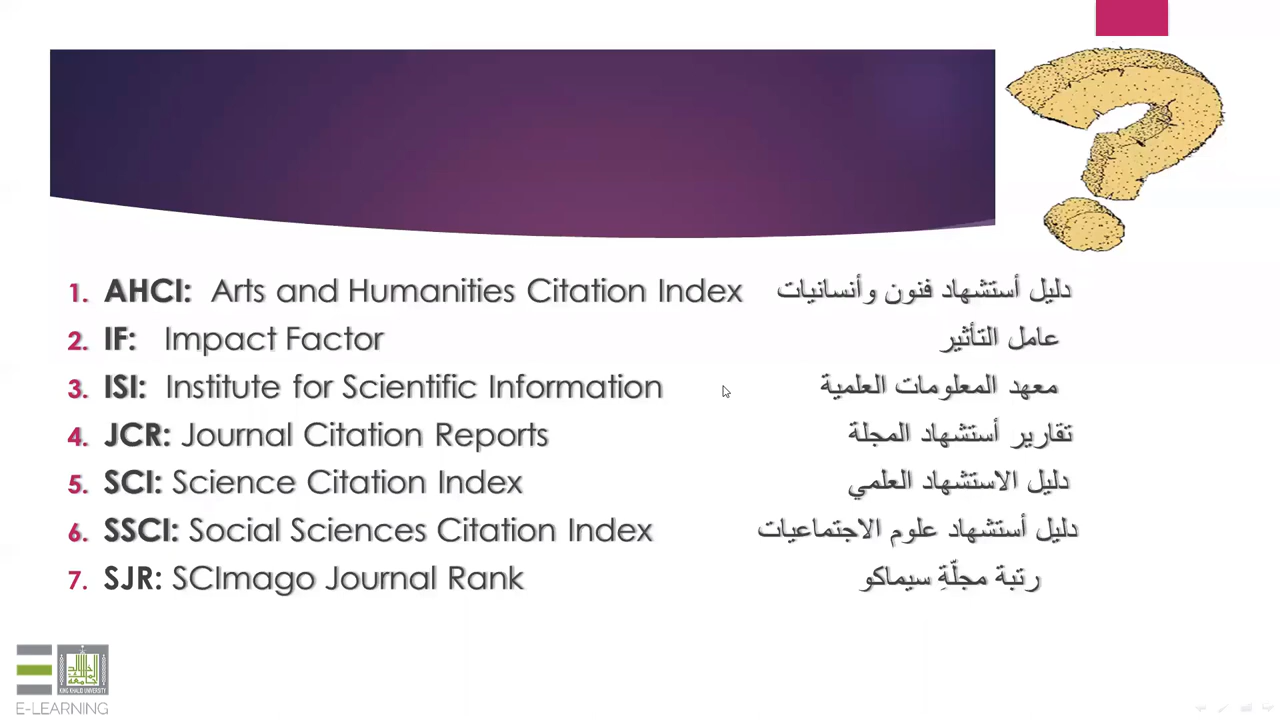 1. AHCI: Arts and Humanities Citation Index دليل أستشهاد فنون وأنسانيات
2. IF: Impact Factor عامل التأثير
3. ISI: Institute for Scientific Information معهد المعلومات العلمية
4. JCR: Journal Citation Reports تقارير أستشهاد المجلة
5. SCI: Science Citation Index دليل الاستشهاد العلمي
6. SSCI: Social Sciences Citation Index دليل أستشهاد علوم الاجتماعيات
7. SJR: SCImago Journal Rank رتبة مجلّةِ سيماكو
KING KHALID UNIVERSITY
E-LEARNING